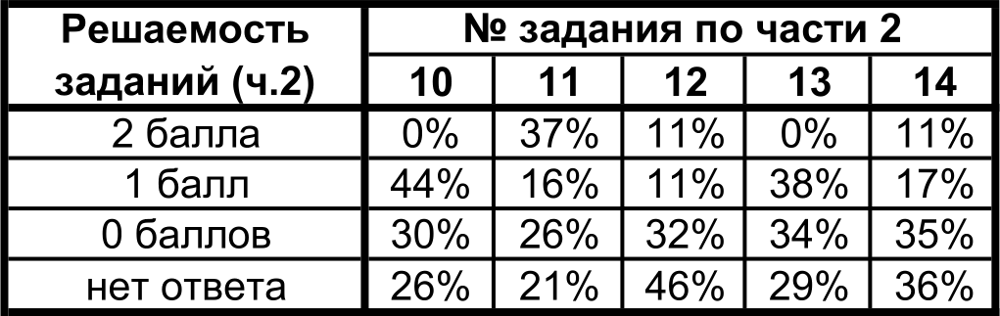 Решаемость заданий (ч.2) № задания по части 2
10 11 12 13 14
2 балла 0% 37% 11% 0% 11%
1 балл 44% 16% 11% 38% 17%
0 баллов 30% 26% 32% 34% 35%
нет ответа 26% 21% 46% 29% 36%